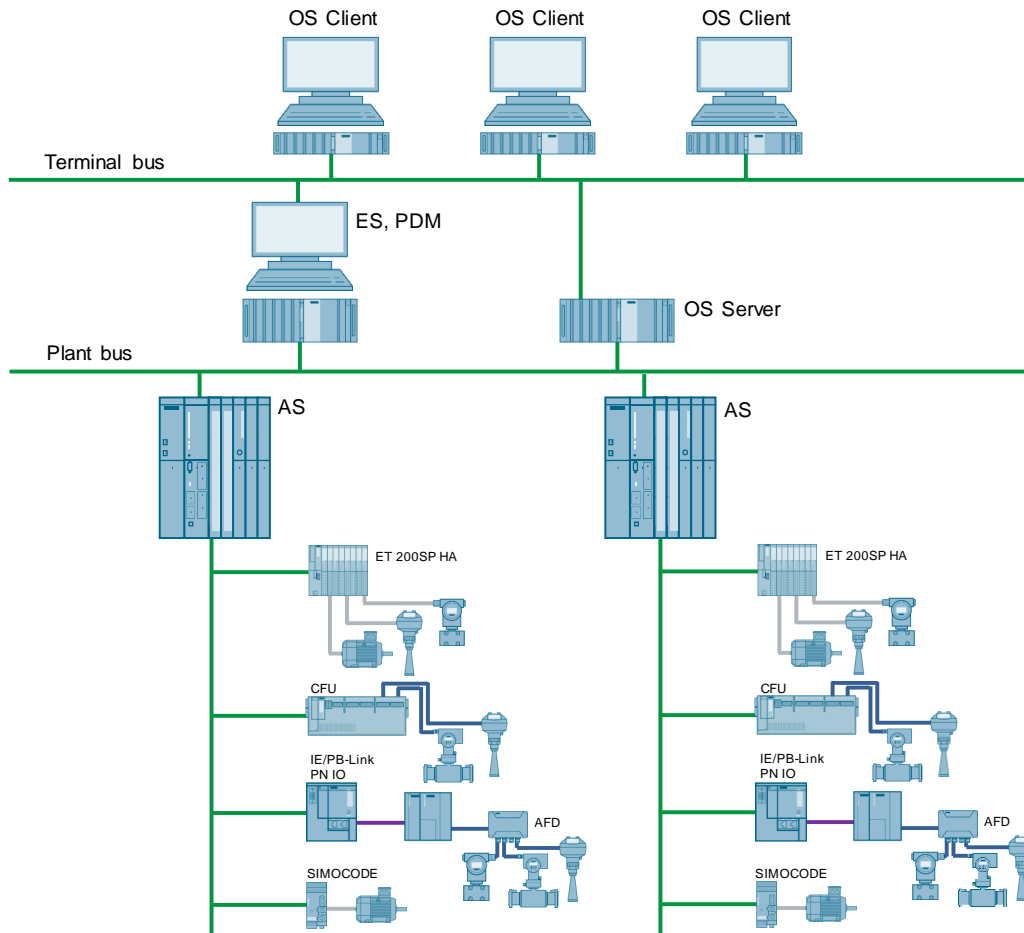 OS Client
OS Client
OS Client
Terminal bus
ES, PDM
OS Server
Plant bus
AS
AS
ET 200SP HA
ET 200SP HA
CFU
CFU
IE/PB-Link
PN IO
IE/PB-Link
PN IO
AFD
AFD
SIMOCODE
SIMOCODE